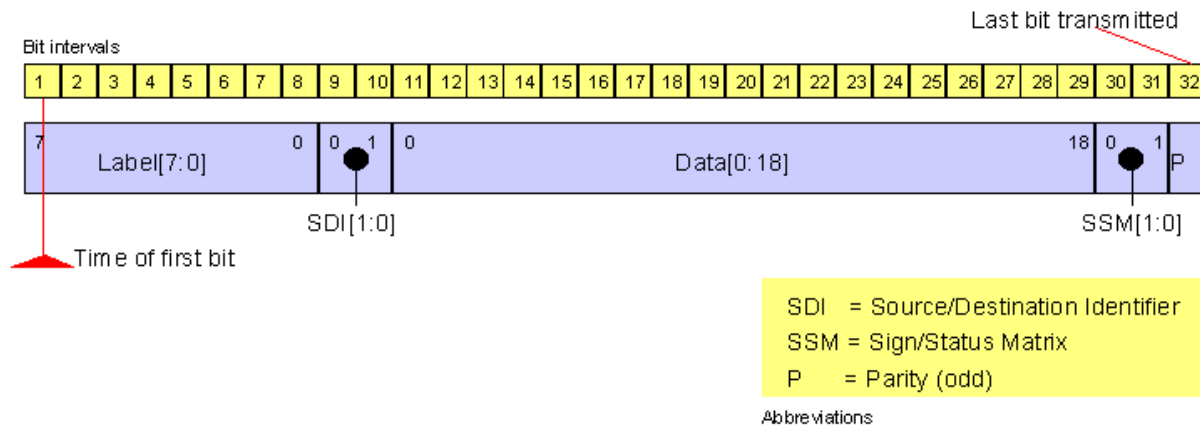 Last bit transmitted
Bit intervals
1 2 3 4 5 6 7 8 9 10 11 12 13 14 15 16 17 18 19 20 21 22 23 24 25 26 27 28 29 30 31 32
7 0 0 1 0 18 0 1
Label[7:0] Data[0:18] P
SDI[1:0] SSM[1:0]
Time of first bit
SDI = Source/Destination Identifier
SSM = Sign/Status Matrix
P = Parity (odd)
Abbreviations